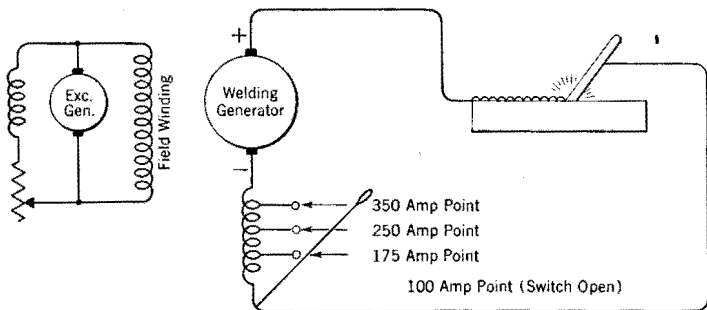 +
Exc.
Gen.
Field Winding
Welding
Generator
−
350 Amp Point
250 Amp Point
175 Amp Point
100 Amp Point (Switch Open)